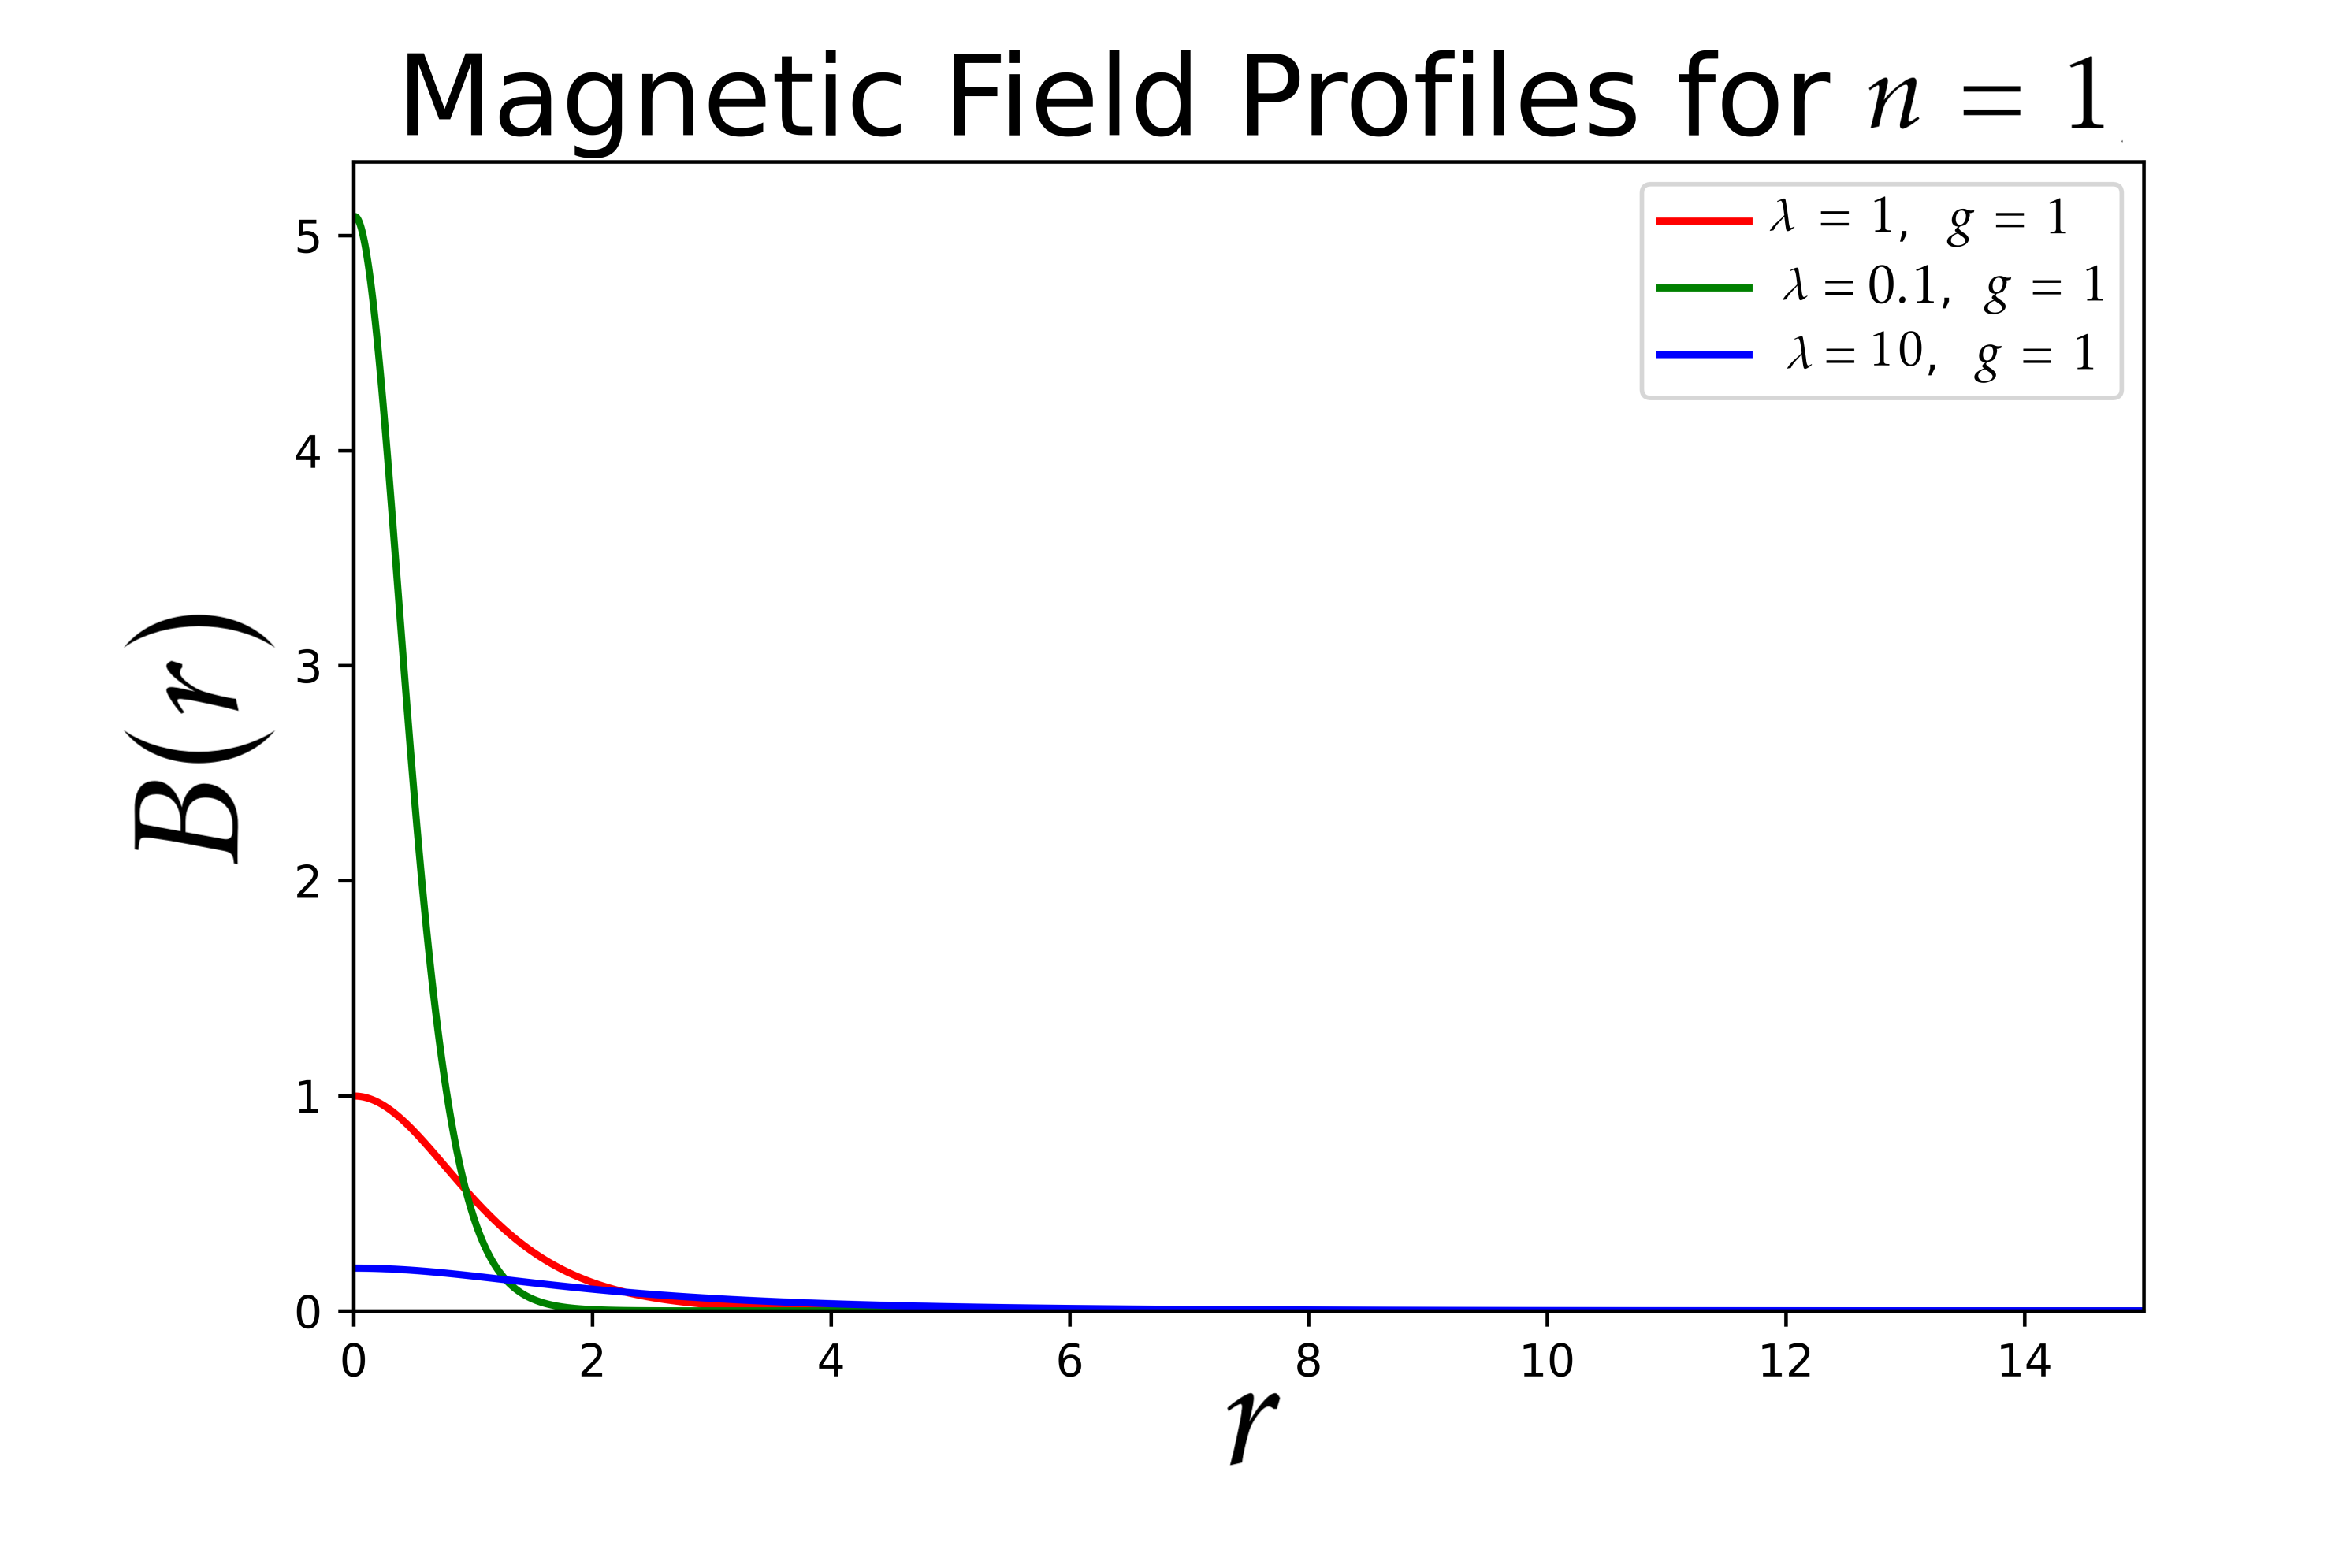 Magnetic Field Profiles for n = 1
λ = 1, g = 1
λ = 0.1, g = 1
λ = 10, g = 1
5
4
3
2
1
0
B(r)
0 2 4 6 8 10 12 14
r